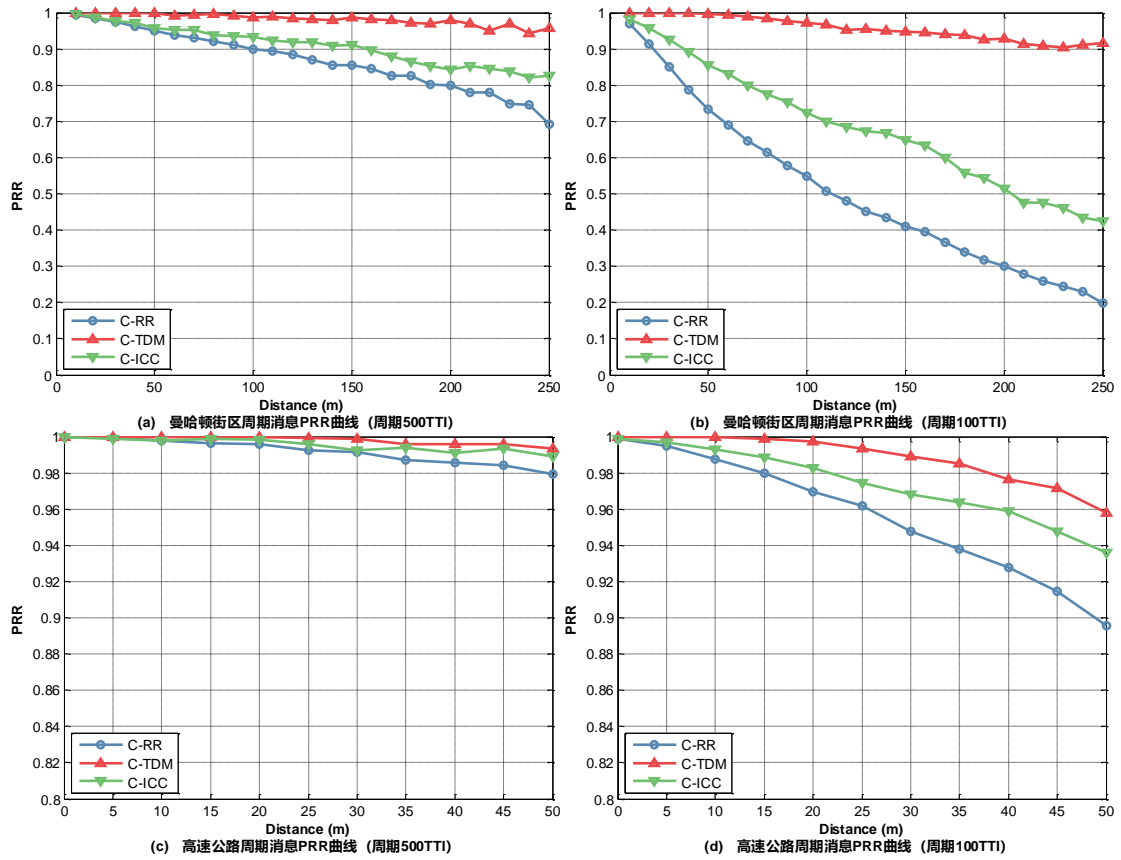 1
0.9
0.8
0.7
0.6
0.5
0.4
0.3
0.2
0.1
0
PRR
C-RR
C-TDM
C-ICC
0 50 100 150 200 250
Distance (m)
(a) 曼哈顿街区周期消息PRR曲线（周期500TTI）
1
0.9
0.8
0.7
0.6
0.5
0.4
0.3
0.2
0.1
0
PRR
C-RR
C-TDM
C-ICC
0 50 100 150 200 250
Distance (m)
(b) 曼哈顿街区周期消息PRR曲线（周期100TTI）
1
0.98
0.96
0.94
0.92
0.9
0.88
0.86
0.84
0.82
0.8
PRR
C-RR
C-TDM
C-ICC
0 5 10 15 20 25 30 35 40 45 50
Distance (m)
(c) 高速公路周期消息PRR曲线（周期500TTI）
1
0.98
0.96
0.94
0.92
0.9
0.88
0.86
0.84
0.82
0.8
PRR
C-RR
C-TDM
C-ICC
0 5 10 15 20 25 30 35 40 45 50
Distance (m)
(d) 高速公路周期消息PRR曲线（周期100TTI）